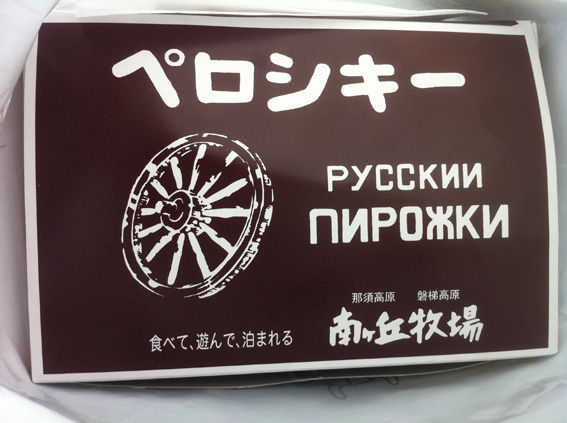 ペロシキー
РУССКИИ
ПИРОЖКИ
那須高原 磐梯高原
南ヶ丘牧場
食べて、遊んで、泊まれる